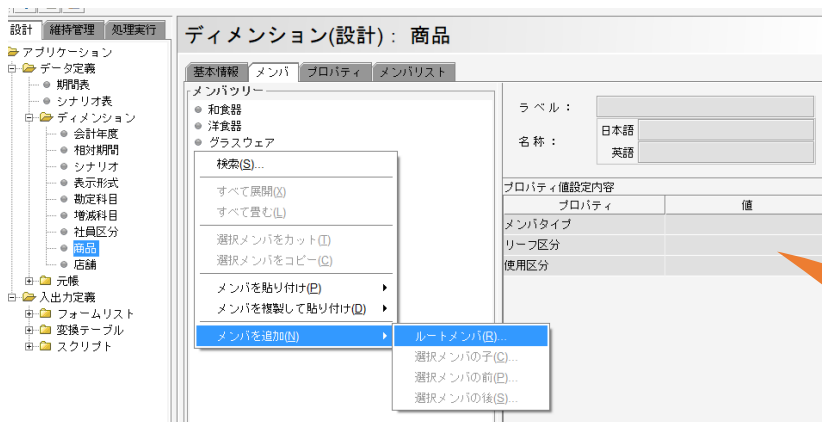 設計 維持管理 処理実行
アプリケーション
データ定義
期間表
シナリオ表
ディメンション
会計年度
相対期間
シナリオ
表示形式
勘定科目
増減科目
社員区分
商品
店舗
元帳
入出力定義
フォームリスト
変換テーブル
スクリプト
ディメンション(設計)： 商品
基本情報 メンバ プロパティ メンバリスト
メンバツリー
和食器
洋食器
グラスウェア
検索(S)...
すべて展開(X)
すべて畳む(L)
選択メンバをカット(T)
選択メンバをコピー(C)
メンバを貼り付け(P)
メンバを複製して貼り付け(D)
メンバを追加(N)
ルートメンバ(R)...
選択メンバの子(C)...
選択メンバの前(P)...
選択メンバの後(S)...
ラベル：
名称： 日本語
英語
プロパティ値設定内容
プロパティ 値
メンバタイプ
リーフ区分
使用区分